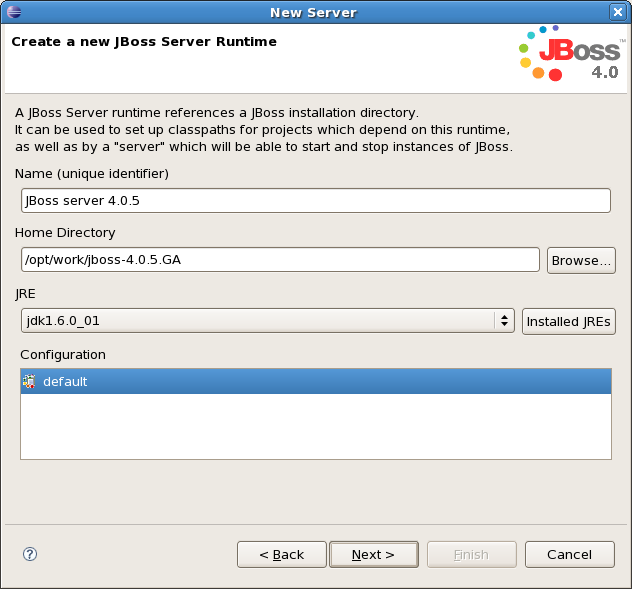 New Server
Create a new JBoss Server Runtime
JBoss™
4.0
A JBoss Server runtime references a JBoss installation directory.
It can be used to set up classpaths for projects which depend on this runtime,
as well as by a "server" which will be able to start and stop instances of JBoss.
Name (unique identifier)
JBoss server 4.0.5
Home Directory
/opt/work/jboss-4.0.5.GA
Browse...
JRE
jdk1.6.0_01
Installed JREs
Configuration
default
?
< Back
Next >
Finish
Cancel